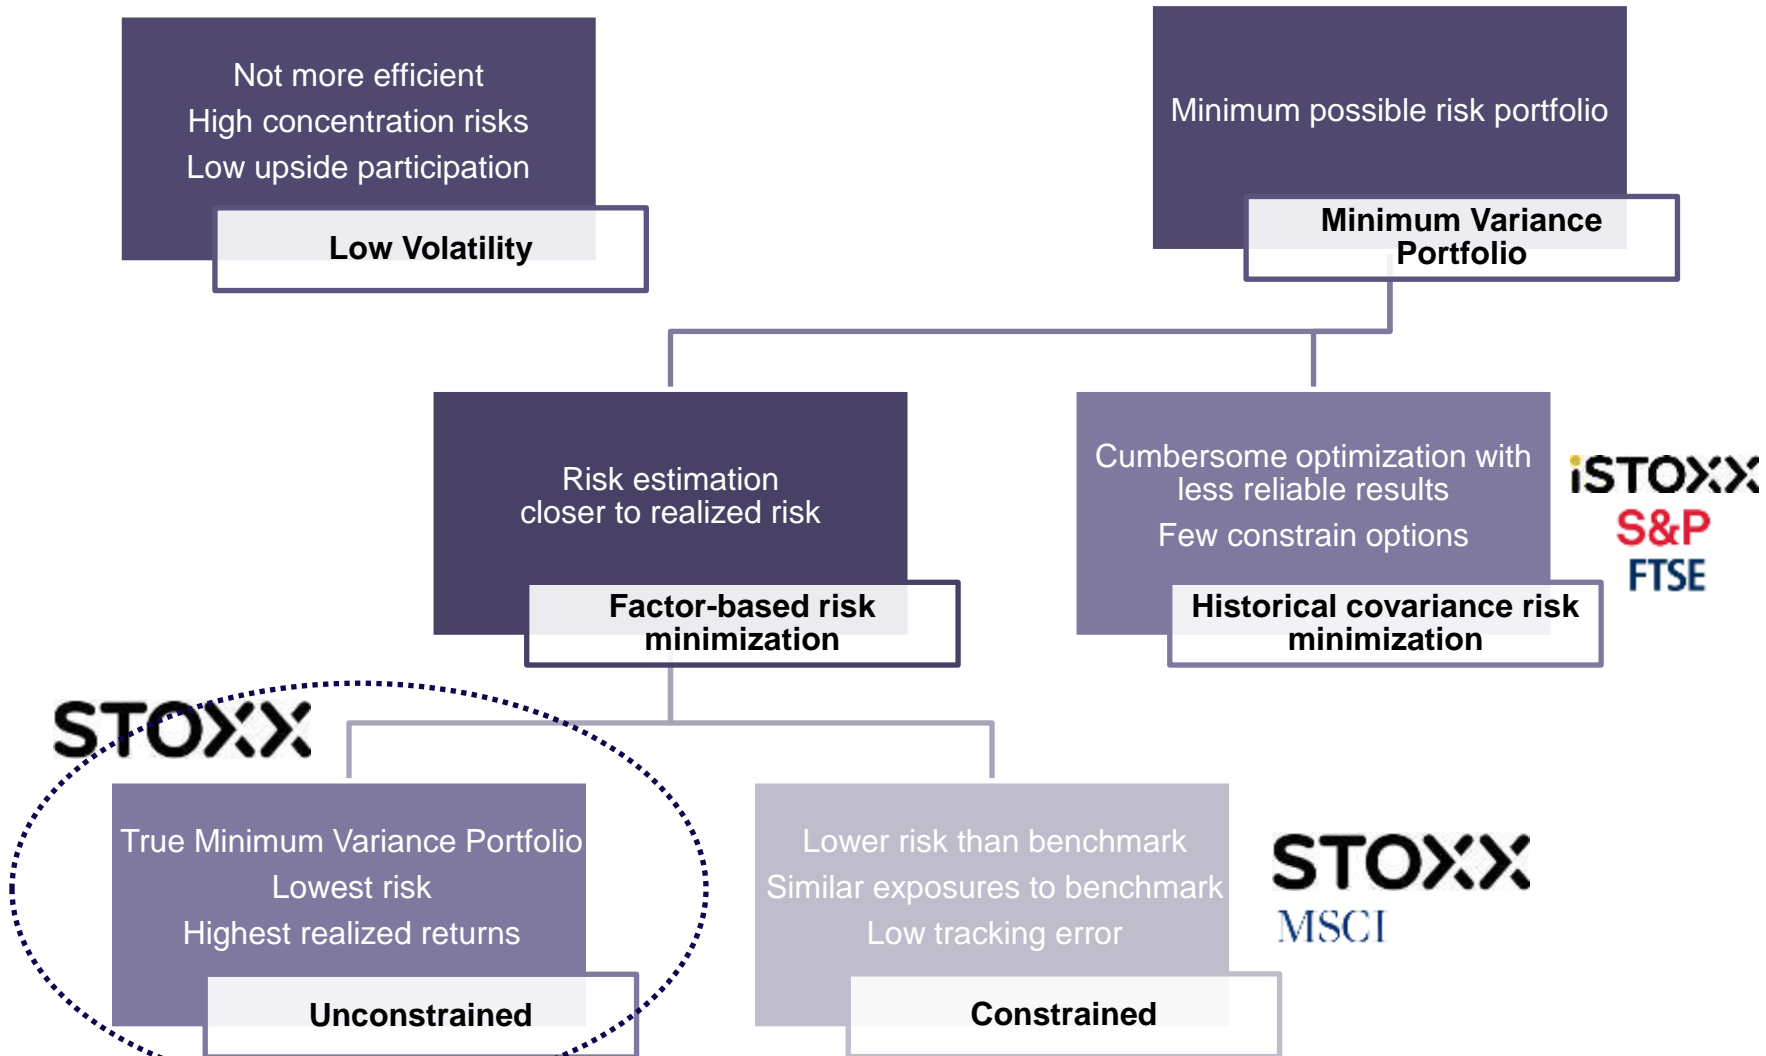 Not more efficient
High concentration risks
Low upside participation
Low Volatility
Minimum possible risk portfolio
Minimum Variance
Portfolio
Risk estimation
closer to realized risk
Factor-based risk
minimization
Cumbersome optimization with
less reliable results
Few constrain options
Historical covariance risk
minimization
iSTOXX
S&P
FTSE
STOXX
True Minimum Variance Portfolio
Lowest risk
Highest realized returns
Unconstrained
Lower risk than benchmark
Similar exposures to benchmark
Low tracking error
Constrained
STOXX
MSCI